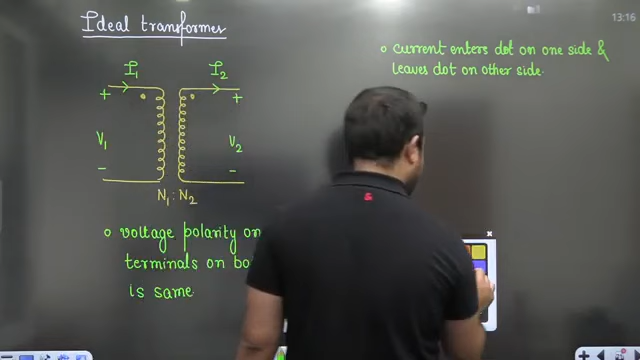 Ideal transformer
I₁ I₂
+ +
V₁ V₂
- -
N₁ : N₂
voltage polarity on
terminals on
is same.
current enters dot on one side &
leaves dot on other side.
13:16